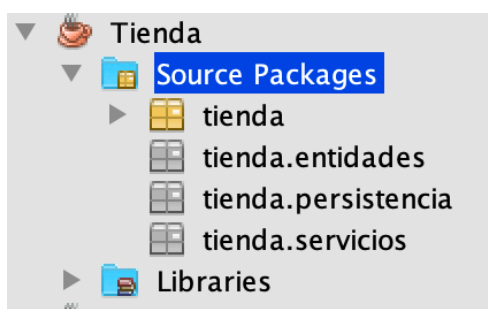 Tienda
Source Packages
tienda
tienda.entidades
tienda.persistencia
tienda.servicios
Libraries